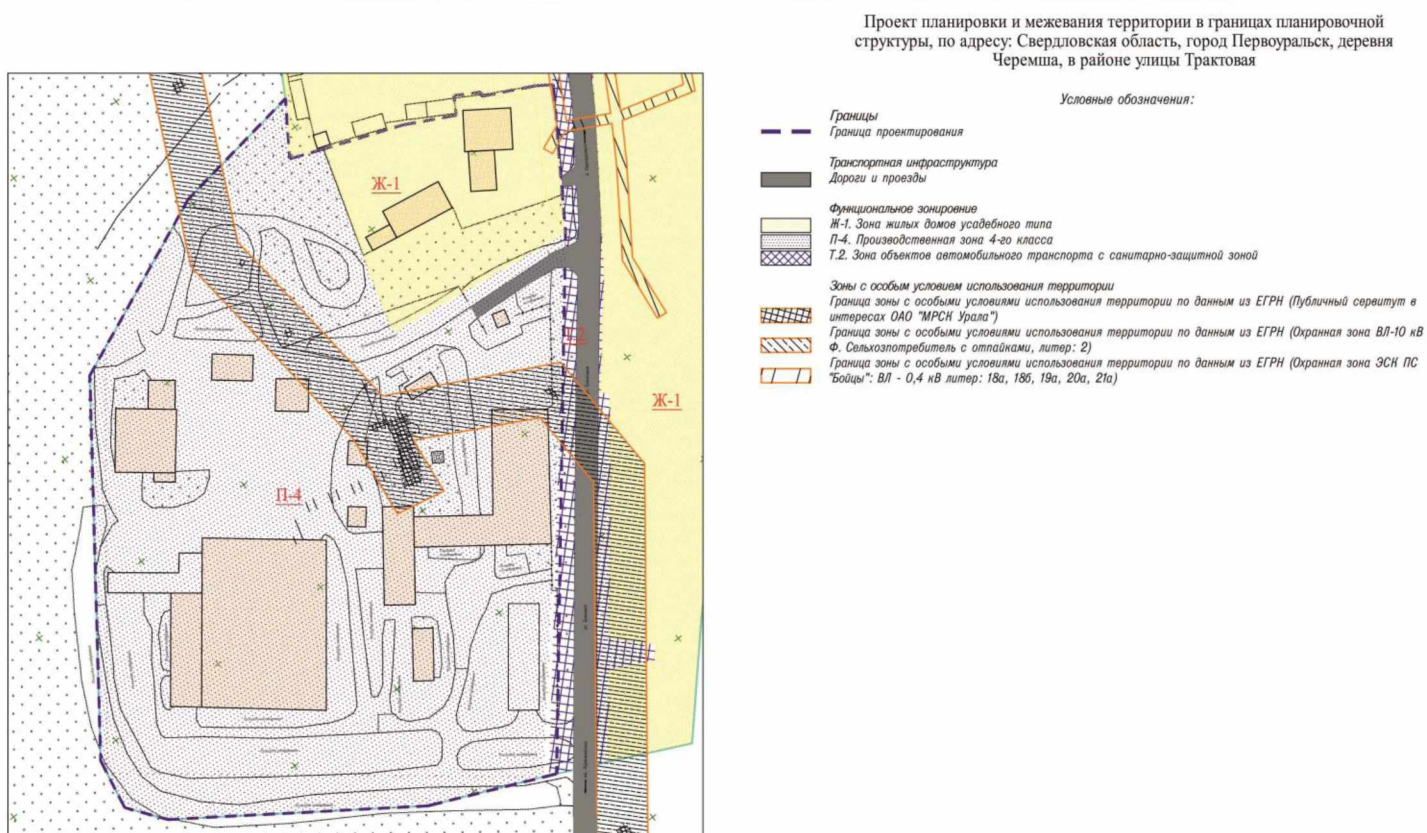 Проект планировки и межевания территории в границах планировочной
структуры, по адресу: Свердловская область, город Первоуральск, деревня
Черемша, в районе улицы Трактовая
Условные обозначения:
Границы
Граница проектирования
Транспортная инфраструктура
Дороги и проезды
Функциональное зонировние
Ж-1. Зона жилых домов усадебного типа
П-4. Производственная зона 4-го класса
Т.2. Зона объектов автомобильного транспорта с санитарно-защитной зоной
Зоны с особым условием использования территории
Граница зоны с особыми условиями использования территории по данным из ЕГРН (Публичный сервитут в
интересах ОАО "МРСК Урала")
Граница зоны с особыми условиями использования территории по данным из ЕГРН (Охранная зона ВЛ-10 кВ
Ф. Сельхозпотребитель с отпайками, литер: 2)
Граница зоны с особыми условиями использования территории по данным из ЕГРН (Охранная зона ЭСК ПС
"Бойцы": ВЛ - 0,4 кВ литер: 18а, 18б, 19а, 20а, 21а)
Ж-1
Ж-1
П-4